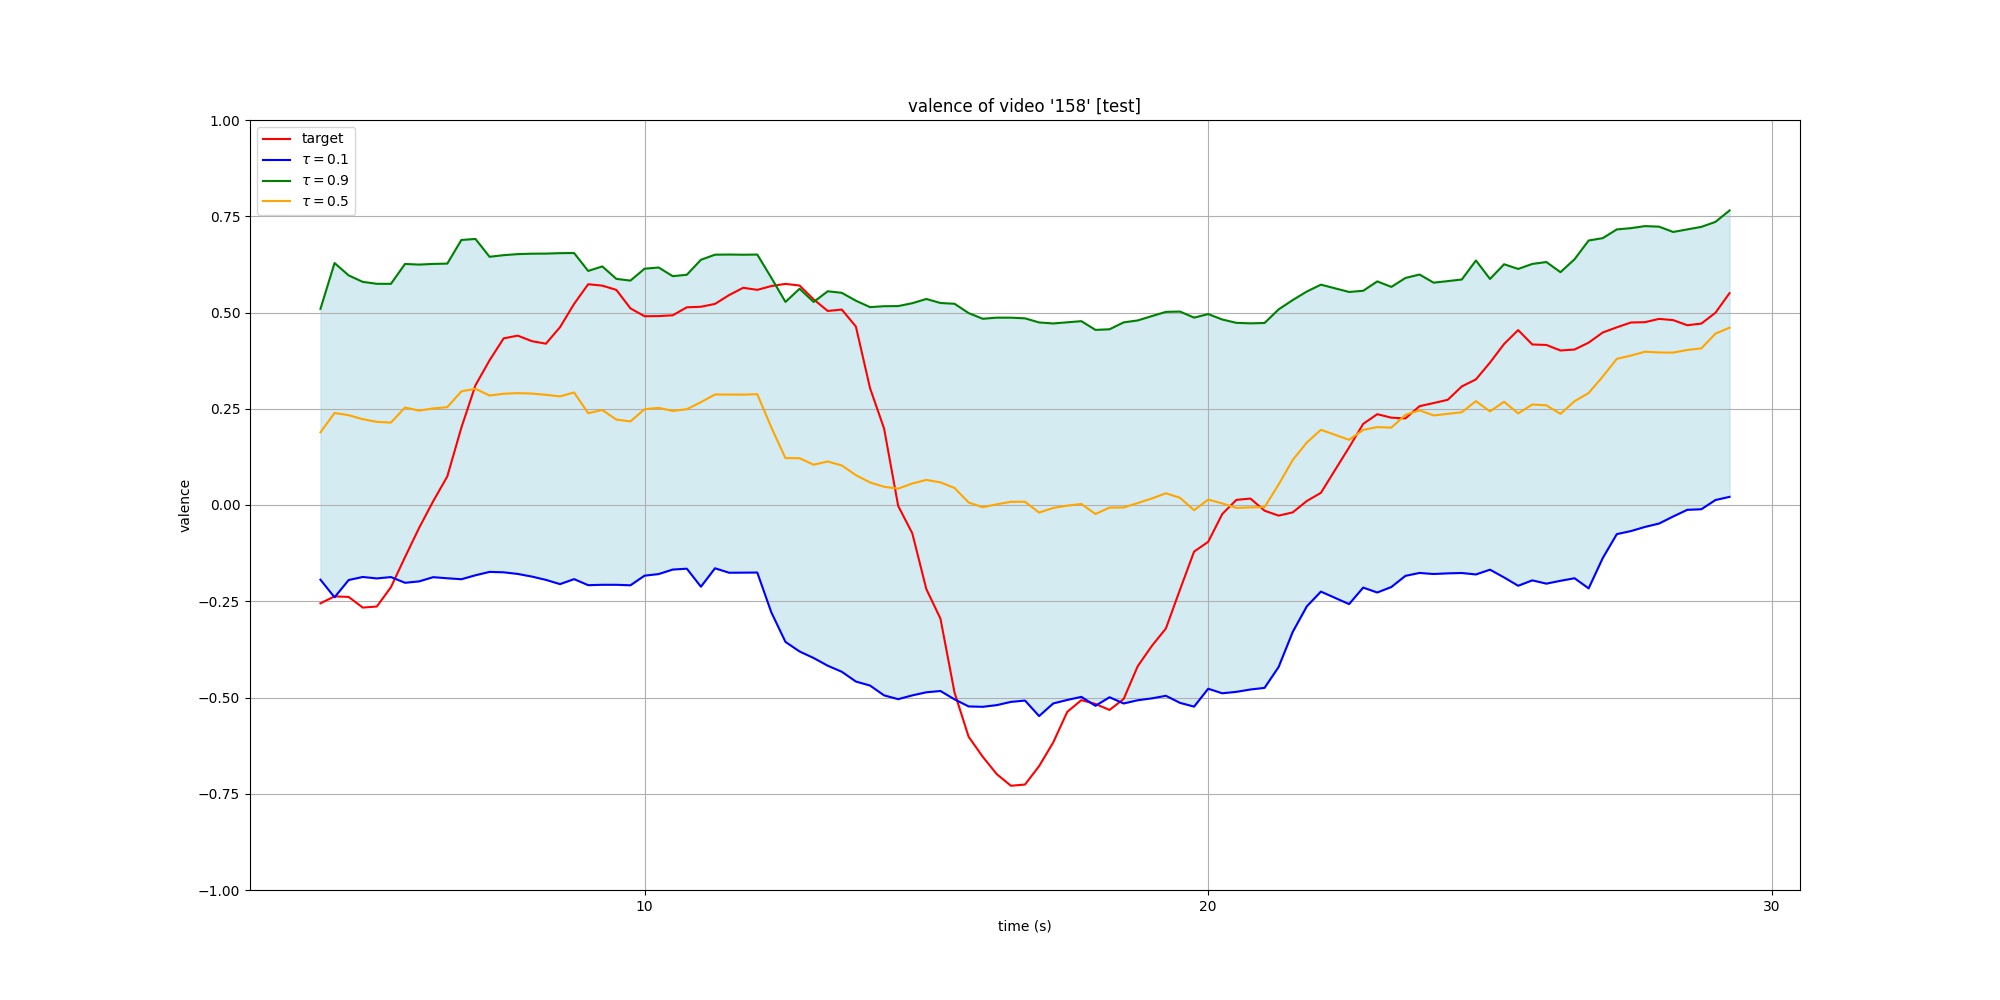 valence of video '158' [test]
target
τ = 0.1
τ = 0.9
τ = 0.5
1.00
0.75
0.50
0.25
0.00
−0.25
−0.50
−0.75
−1.00
valence
10
20
30
time (s)